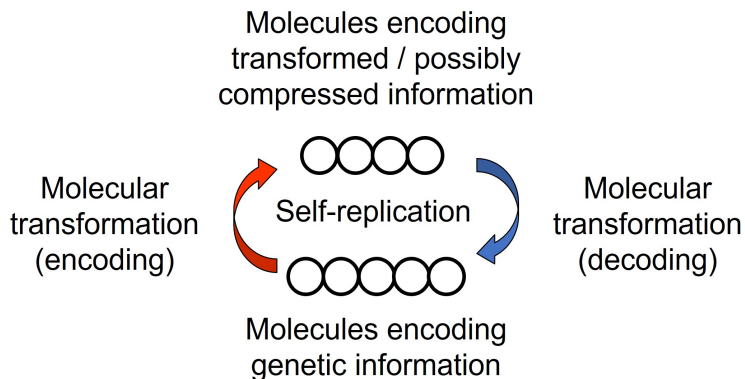 Molecules encoding
transformed / possibly
compressed information
Molecular
transformation
(encoding)
Self-replication
Molecular
transformation
(decoding)
Molecules encoding
genetic information